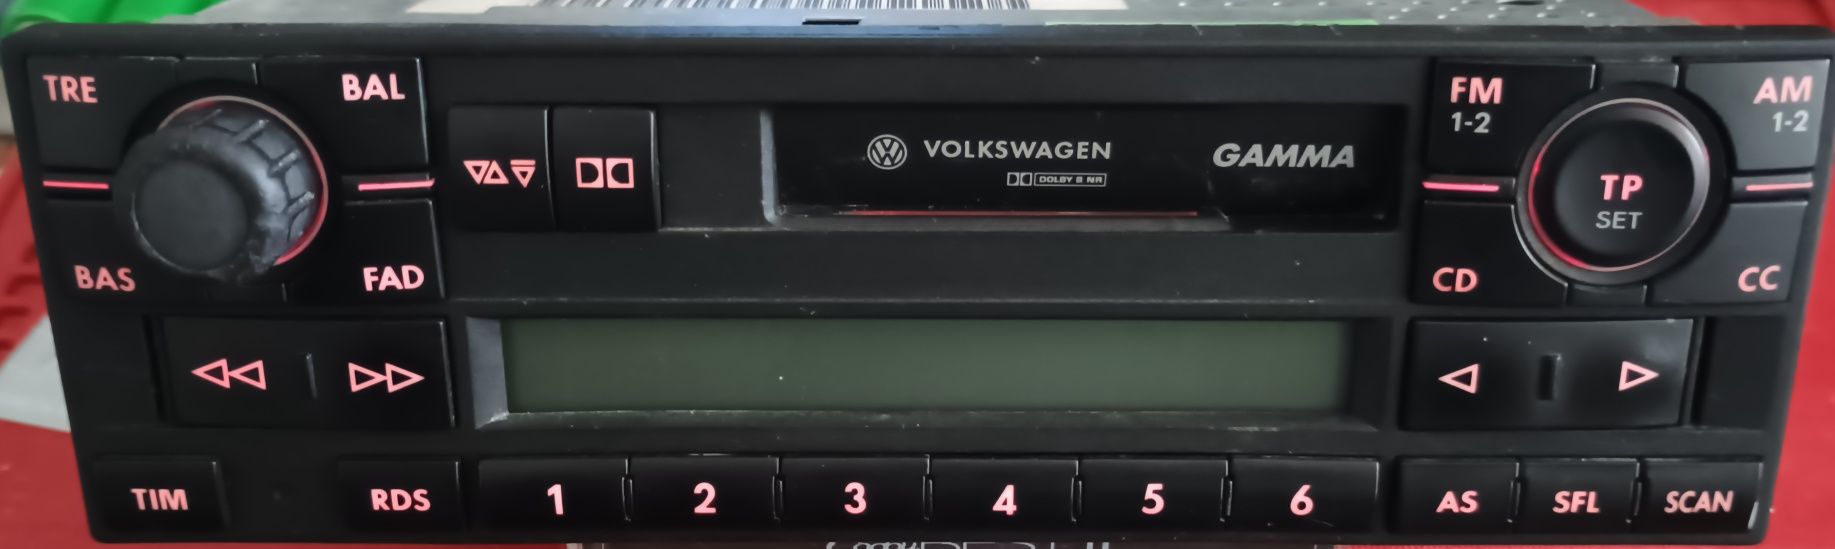 TRE
BAL
VOLKSWAGEN
GAMMA
DOLBY B NR
FM
1-2
AM
1-2
TP
SET
BAS
FAD
CD
CC
TIM
RDS
1
2
3
4
5
6
AS
SFL
SCAN